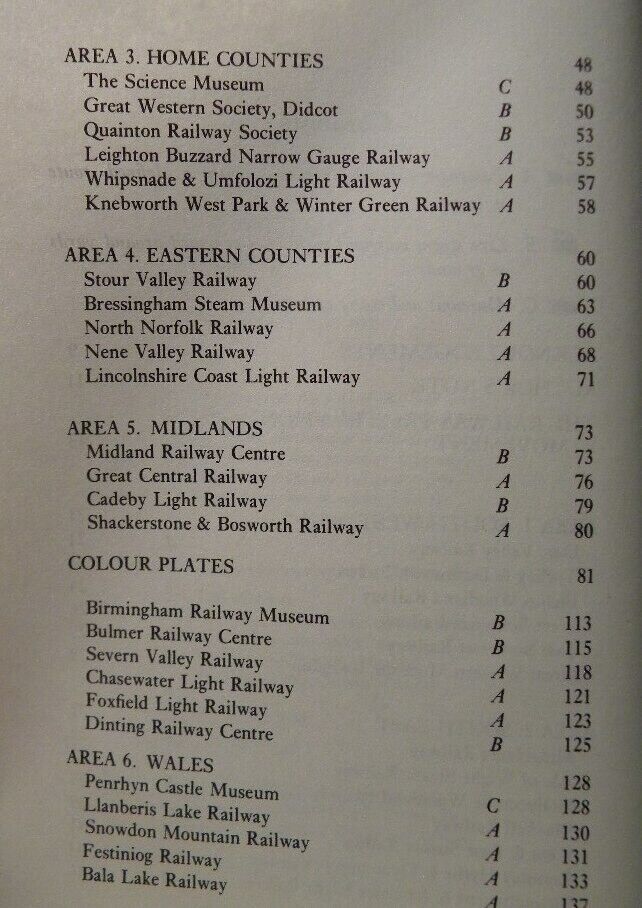 AREA 3. HOME COUNTIES 48
The Science Museum C 48
Great Western Society, Didcot B 50
Quainton Railway Society B 53
Leighton Buzzard Narrow Gauge Railway A 55
Whipsnade & Umfolozi Light Railway A 57
Knebworth West Park & Winter Green Railway A 58
AREA 4. EASTERN COUNTIES 60
Stour Valley Railway B 60
Bressingham Steam Museum A 63
North Norfolk Railway A 66
Nene Valley Railway A 68
Lincolnshire Coast Light Railway A 71
AREA 5. MIDLANDS 73
Midland Railway Centre B 73
Great Central Railway A 76
Cadeby Light Railway B 79
Shackerstone & Bosworth Railway A 80
COLOUR PLATES 81
Birmingham Railway Museum B 113
Bulmer Railway Centre B 115
Severn Valley Railway A 118
Chasewater Light Railway A 121
Foxfield Light Railway A 123
Dinting Railway Centre B 125
AREA 6. WALES 128
Penrhyn Castle Museum C 128
Llanberis Lake Railway A 130
Snowdon Mountain Railway A 131
Festiniog Railway A 133
Bala Lake Railway A 137